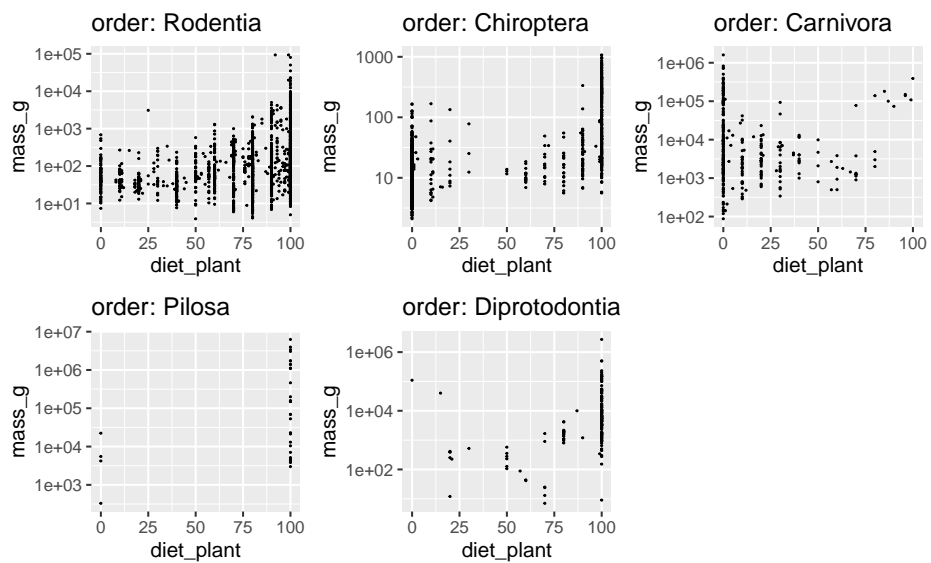 order: Rodentia
1e+05
1e+04
1e+03
1e+02
1e+01
mass_g
0 25 50 75 100
diet_plant
order: Chiroptera
1000
100
10
mass_g
0 25 50 75 100
diet_plant
order: Carnivora
1e+06
1e+05
1e+04
1e+03
1e+02
mass_g
0 25 50 75 100
diet_plant
order: Pilosa
1e+07
1e+06
1e+05
1e+04
1e+03
mass_g
0 25 50 75 100
diet_plant
order: Diprotodontia
1e+06
1e+04
1e+02
mass_g
0 25 50 75 100
diet_plant